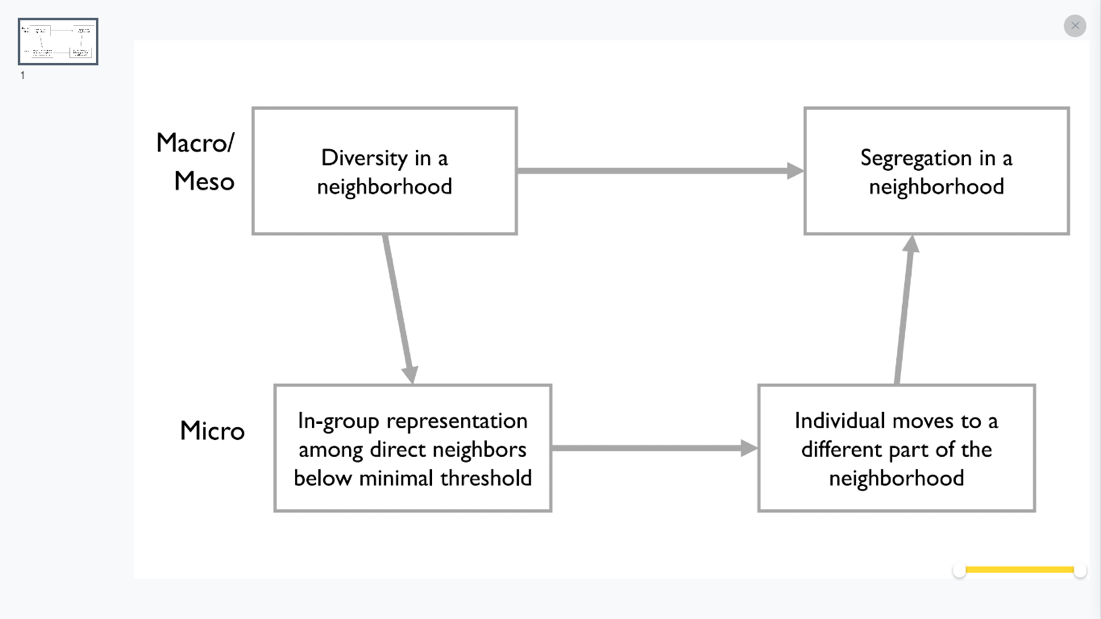 1
Macro/
Meso
Diversity in a
neighborhood
Segregation in a
neighborhood
Micro
In-group representation
among direct neighbors
below minimal threshold
Individual moves to a
different part of the
neighborhood